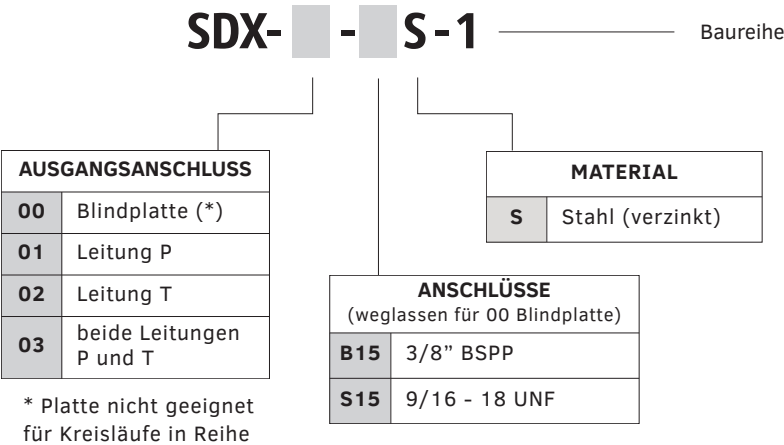 SDX- - S - 1
Baureihe
AUSGANGSANSCHLUSS
00 Blindplatte (*)
01 Leitung P
02 Leitung T
03 beide Leitungen
P und T
* Platte nicht geeignet
für Kreisläufe in Reihe
MATERIAL
S Stahl (verzinkt)
ANSCHLÜSSE
(weglassen für 00 Blindplatte)
B15 3/8” BSPP
S15 9/16 - 18 UNF